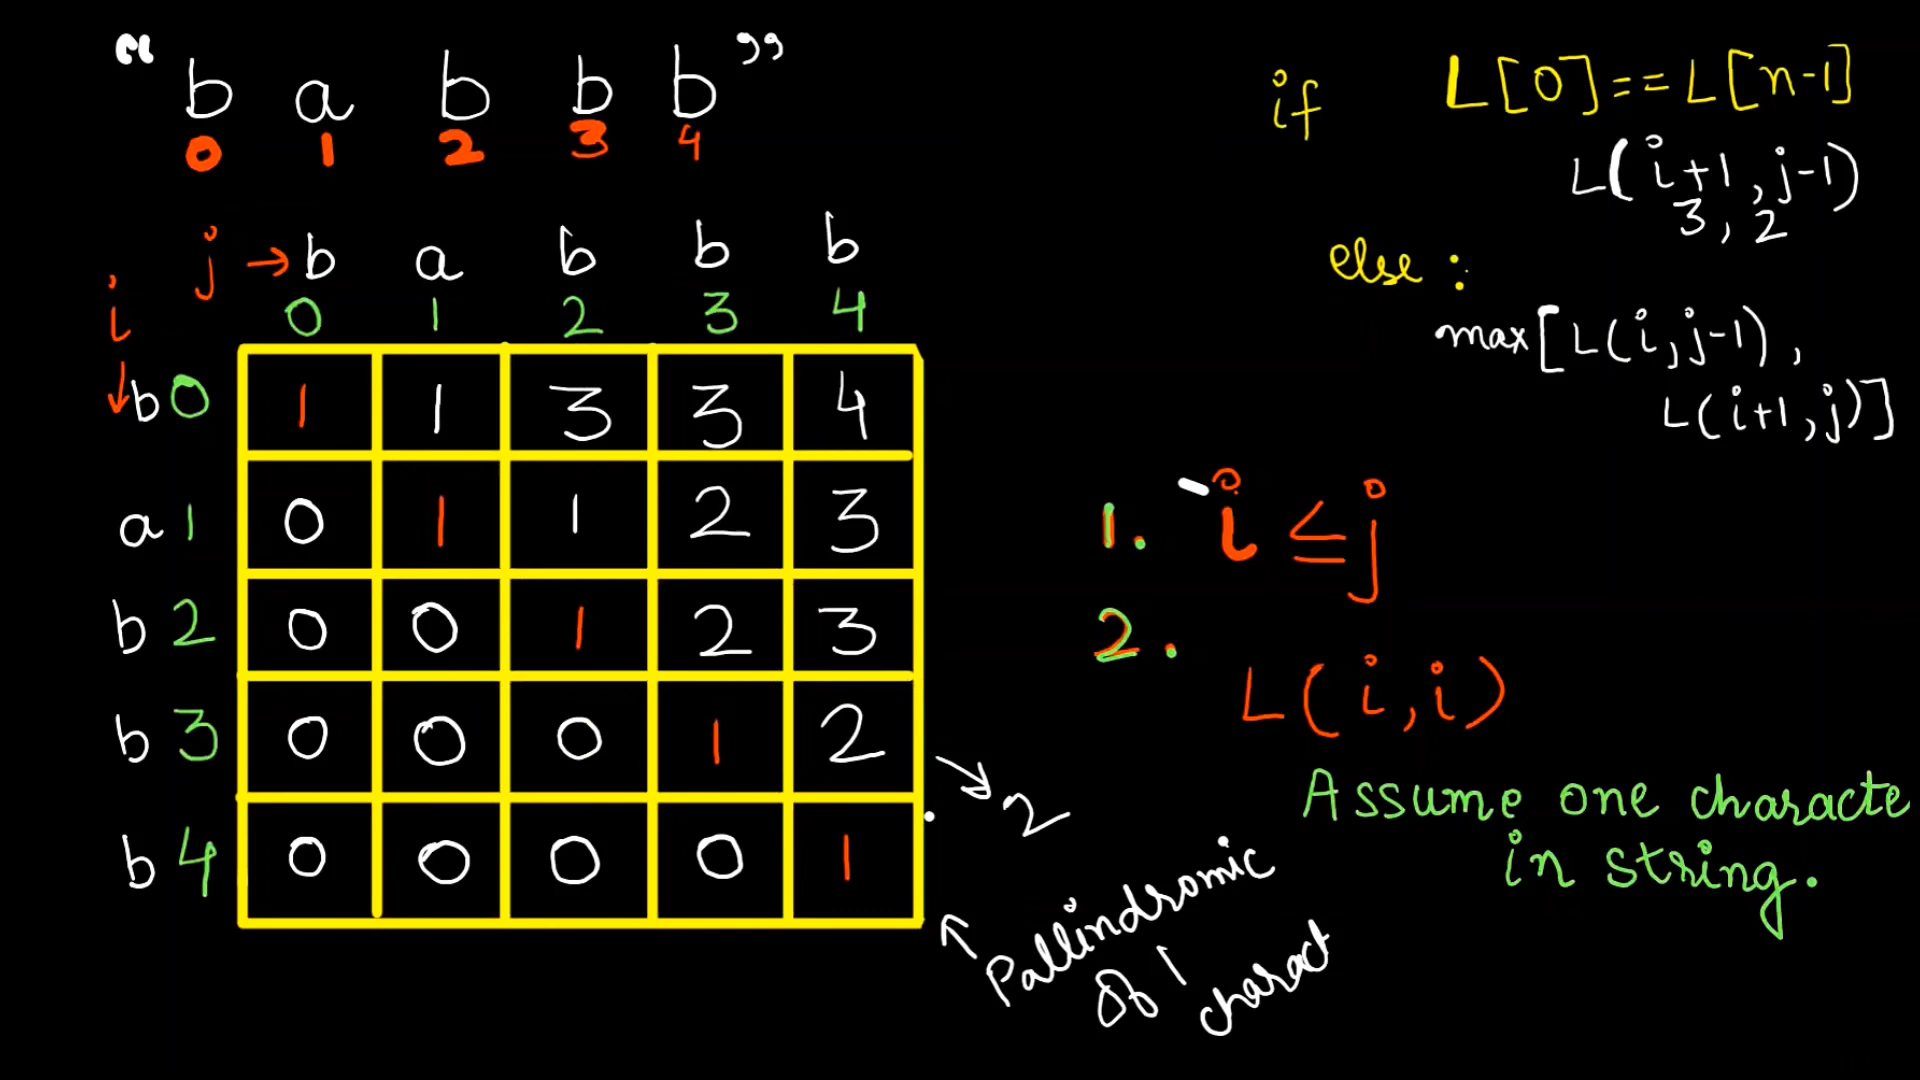 “ b a b b b ”
0 1 2 3 4
j → b a b b b
i 0 1 2 3 4
↓ b 0 1 1 3 3 4
a 1 0 1 1 2 3
b 2 0 0 1 2 3
b 3 0 0 0 1 2
b 4 0 0 0 0 1
→ 2
↑ Pallindromic
of 1
charact
if L[0]==L[n-1]
L(i+1, j-1)
3, 2
else :
max[L(i, j-1),
L(i+1, j)]
1. i ≤ j
2.
L(i, i)
Assume one characte
in string.